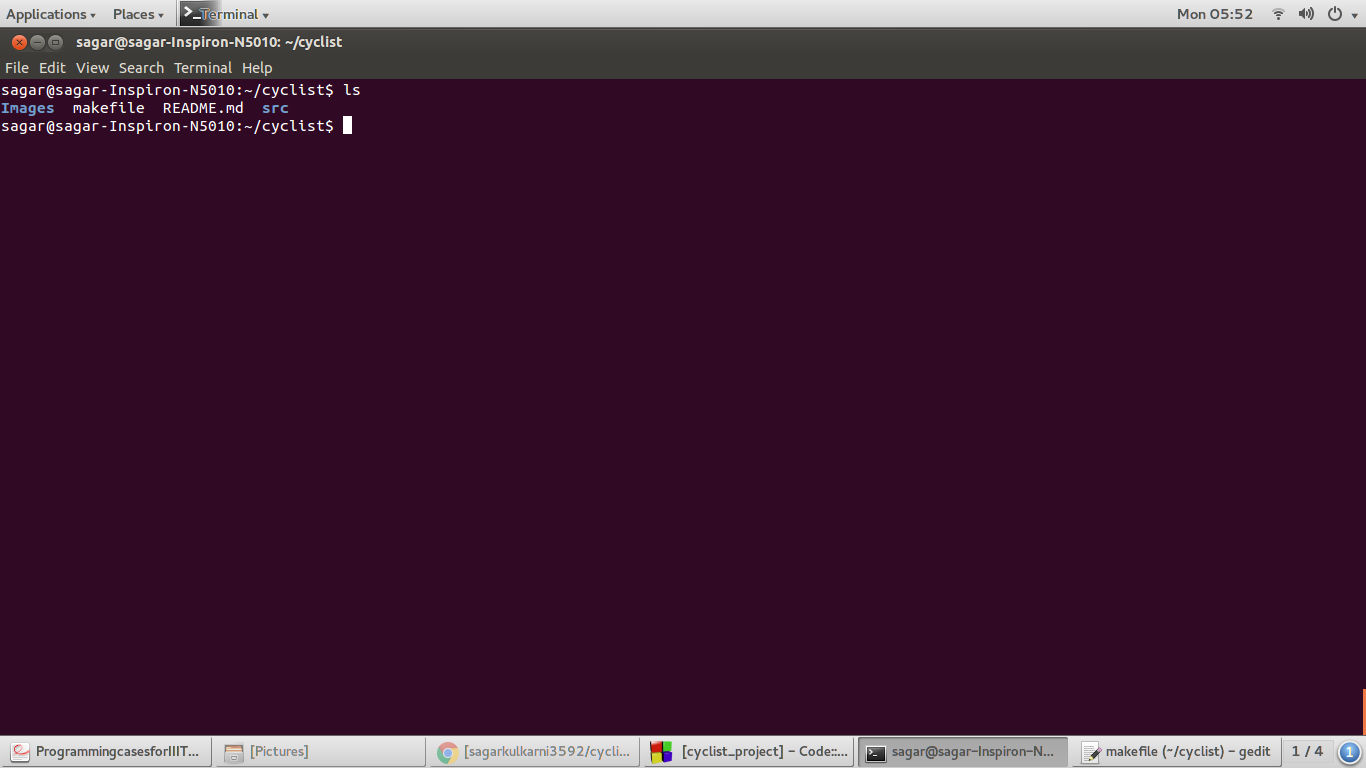 Applications Places Terminal Mon 05:52
sagar@sagar-Inspiron-N5010: ~/cyclist
File Edit View Search Terminal Help
sagar@sagar-Inspiron-N5010:~/cyclist$ ls
Images makefile README.md src
sagar@sagar-Inspiron-N5010:~/cyclist$
ProgrammingcasesforIIIT... [Pictures] [sagarkulkarni3592/cycli... [cyclist_project] – Code::... sagar@sagar-Inspiron-N... makefile (~/cyclist) – gedit 1 / 4 1